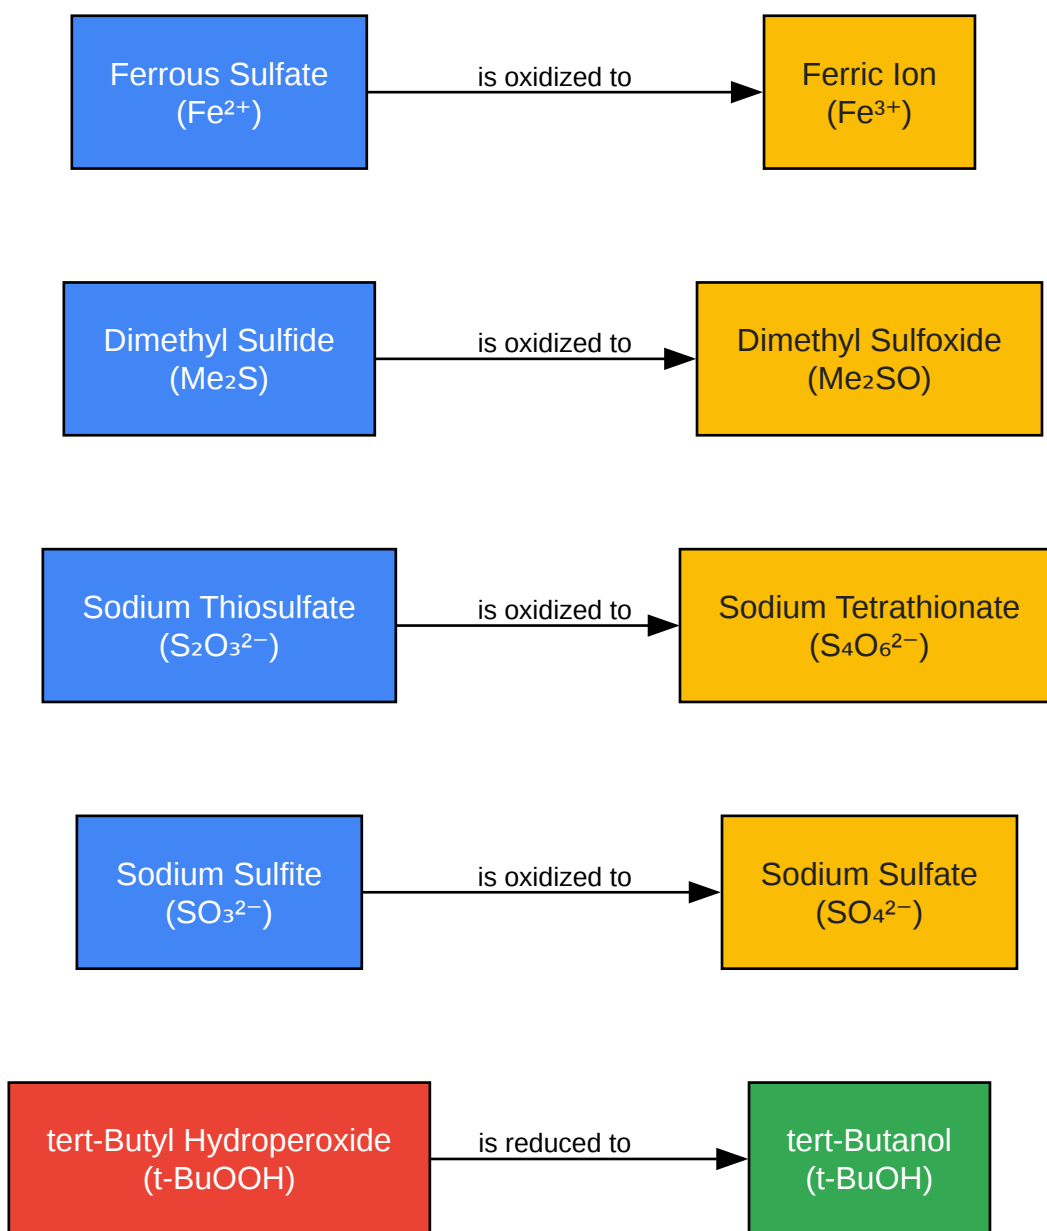 Ferrous Sulfate
(Fe²⁺)
is oxidized to
Ferric Ion
(Fe³⁺)
Dimethyl Sulfide
(Me₂S)
is oxidized to
Dimethyl Sulfoxide
(Me₂SO)
Sodium Thiosulfate
(S₂O₃²⁻)
is oxidized to
Sodium Tetrathionate
(S₄O₆²⁻)
Sodium Sulfite
(SO₃²⁻)
is oxidized to
Sodium Sulfate
(SO₄²⁻)
tert-Butyl Hydroperoxide
(t-BuOOH)
is reduced to
tert-Butanol
(t-BuOH)